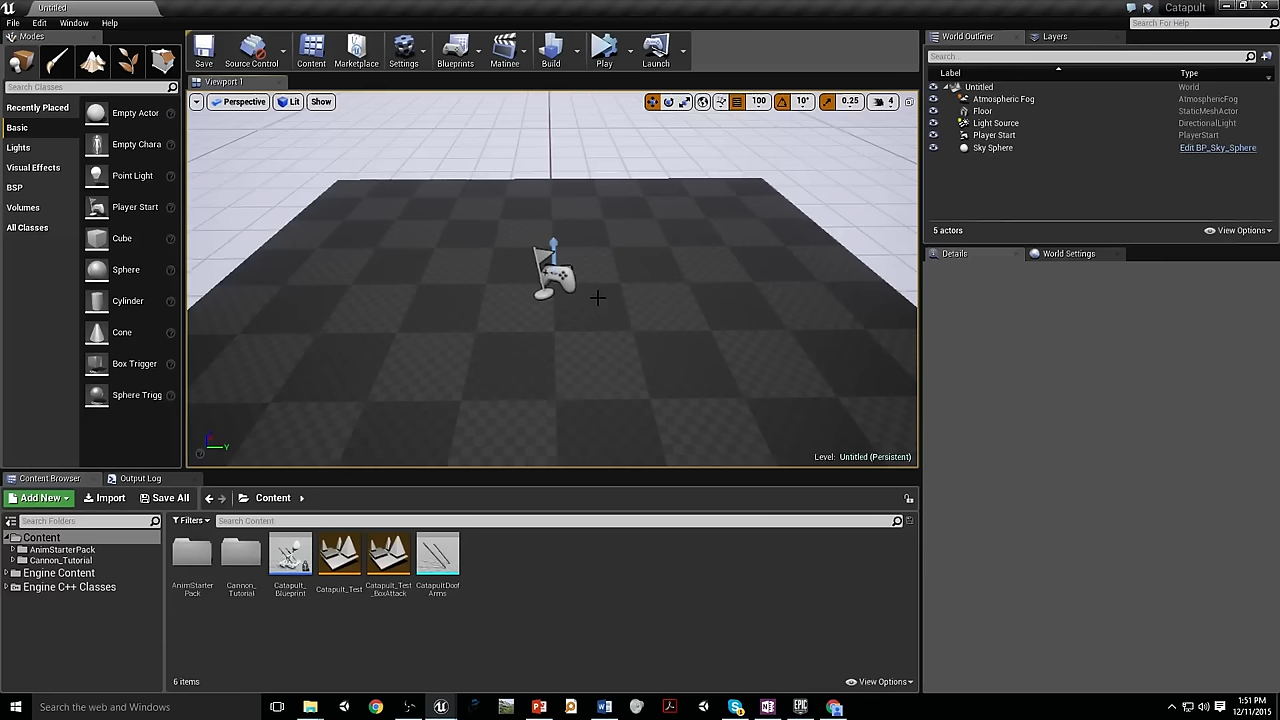 Untitled
Catapult
File Edit Window Help
Search For Help
Modes
Search Classes
Recently Placed
Basic
Lights
Visual Effects
BSP
Volumes
All Classes
Empty Actor
Empty Chara
Point Light
Player Start
Cube
Sphere
Cylinder
Cone
Box Trigger
Sphere Trigg
Save
Source Control
Content
Marketplace
Settings
Blueprints
Matinee
Build
Play
Launch
Viewport 1
Perspective Lit Show
100 10° 0.25 4
Y
Level: Untitled (Persistent)
World Outliner Layers
Search...
Label Type
Untitled World
Atmospheric Fog AtmosphericFog
Floor StaticMeshActor
Light Source DirectionalLight
Player Start PlayerStart
Sky Sphere Edit BP_Sky_Sphere
5 actors View Options
Details World Settings
Content Browser Output Log
Add New Import Save All Content
Search Folders
Content
AnimStarterPack
Cannon_Tutorial
Engine Content
Engine C++ Classes
Filters Search Content
AnimStarter
Pack
Cannon_
Tutorial
Catapult_
Blueprint
Catapult_Test
Catapult_Test
_BoxAttack
CatapultDoof
Arms
6 items View Options
Search the web and Windows
1:51 PM
12/11/2015